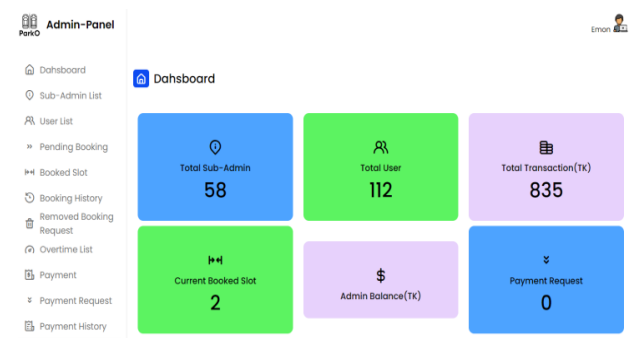 ParkO
Admin-Panel
Emon
Dahsboard
Sub-Admin List
User List
Pending Booking
Booked Slot
Booking History
Removed Booking
Request
Overtime List
Payment
Payment Request
Payment History
Dahsboard
Total Sub-Admin
58
Total User
112
Total Transaction(TK)
835
Current Booked Slot
2
Admin Balance(TK)
Payment Request
0